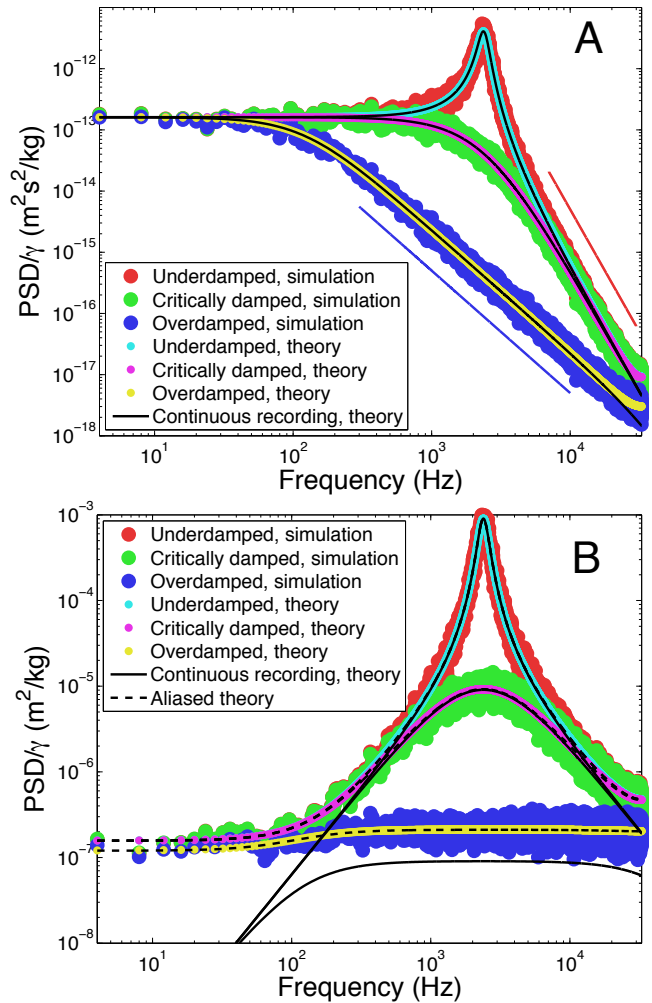 A
PSD/γ (m²s²/kg)
10⁻¹²
10⁻¹³
10⁻¹⁴
10⁻¹⁵
10⁻¹⁶
10⁻¹⁷
10⁻¹⁸
Underdamped, simulation
Critically damped, simulation
Overdamped, simulation
Underdamped, theory
Critically damped, theory
Overdamped, theory
Continuous recording, theory
10¹
10²
10³
10⁴
Frequency (Hz)
B
PSD/γ (m²/kg)
10⁻³
10⁻⁴
10⁻⁵
10⁻⁶
10⁻⁷
10⁻⁸
Underdamped, simulation
Critically damped, simulation
Overdamped, simulation
Underdamped, theory
Critically damped, theory
Overdamped, theory
Continuous recording, theory
Aliased theory
10¹
10²
10³
10⁴
Frequency (Hz)